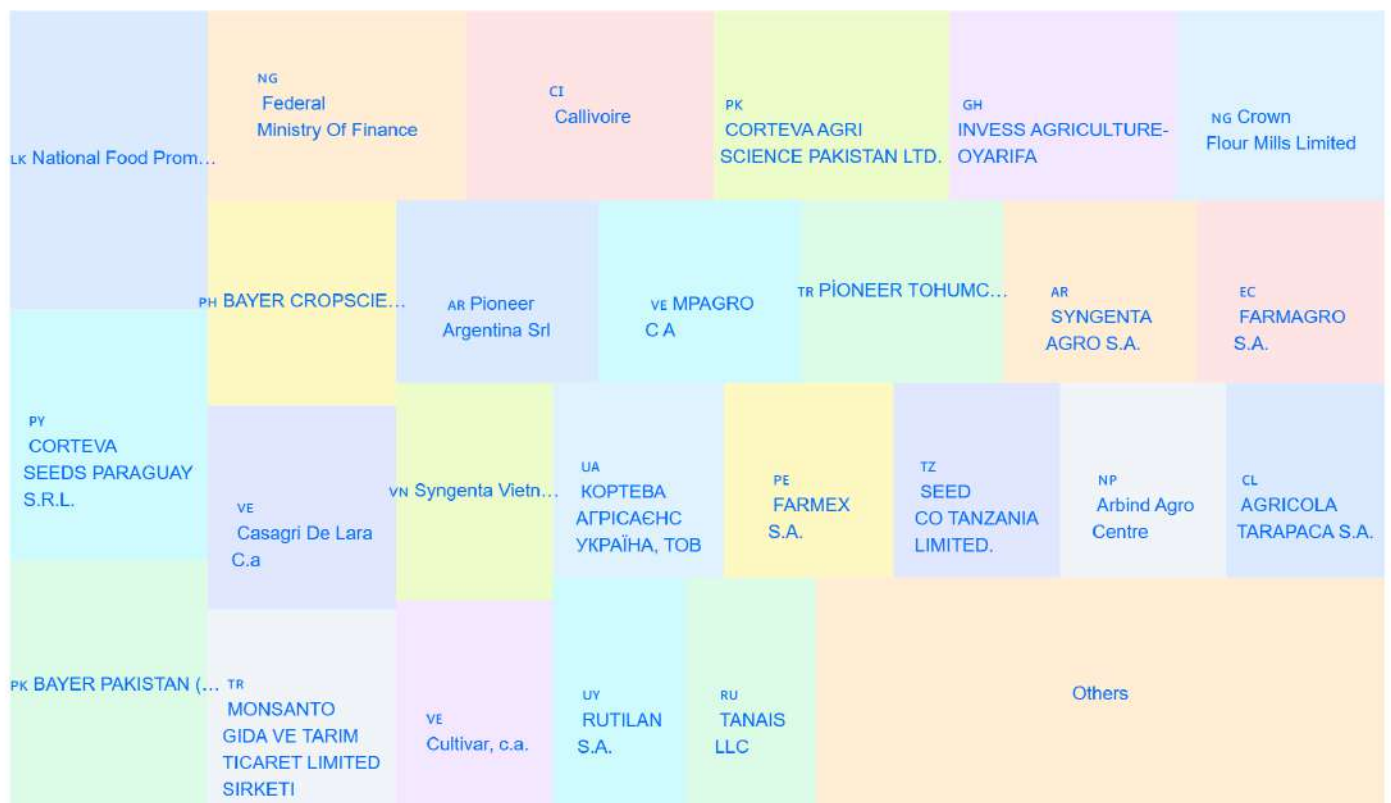 LK National Food Prom...
NG
Federal
Ministry Of Finance
CI
Callivoire
PK
CORTEVA AGRI
SCIENCE PAKISTAN LTD.
GH
INVESS AGRICULTURE-
OYARIFA
NG Crown
Flour Mills Limited
PH BAYER CROPSCIE...
AR Pioneer
Argentina Srl
VE MPAGRO
C A
TR PİONEER TOHUMC...
AR
SYNGENTA
AGRO S.A.
EC
FARMAGRO
S.A.
PY
CORTEVA
SEEDS PARAGUAY
S.R.L.
VE
Casagri De Lara
C.a
VN Syngenta Vietn...
UA
КОРТЕВА
АГРІСАЄНС
УКРАЇНА, ТОВ
PE
FARMEX
S.A.
TZ
SEED
CO TANZANIA
LIMITED.
NP
Arbind Agro
Centre
CL
AGRICOLA
TARAPACA S.A.
PK BAYER PAKISTAN (...
TR
MONSANTO
GIDA VE TARIM
TICARET LIMITED
SIRKETI
VE
Cultivar, c.a.
UY
RUTILAN
S.A.
RU
TANAIS
LLC
Others